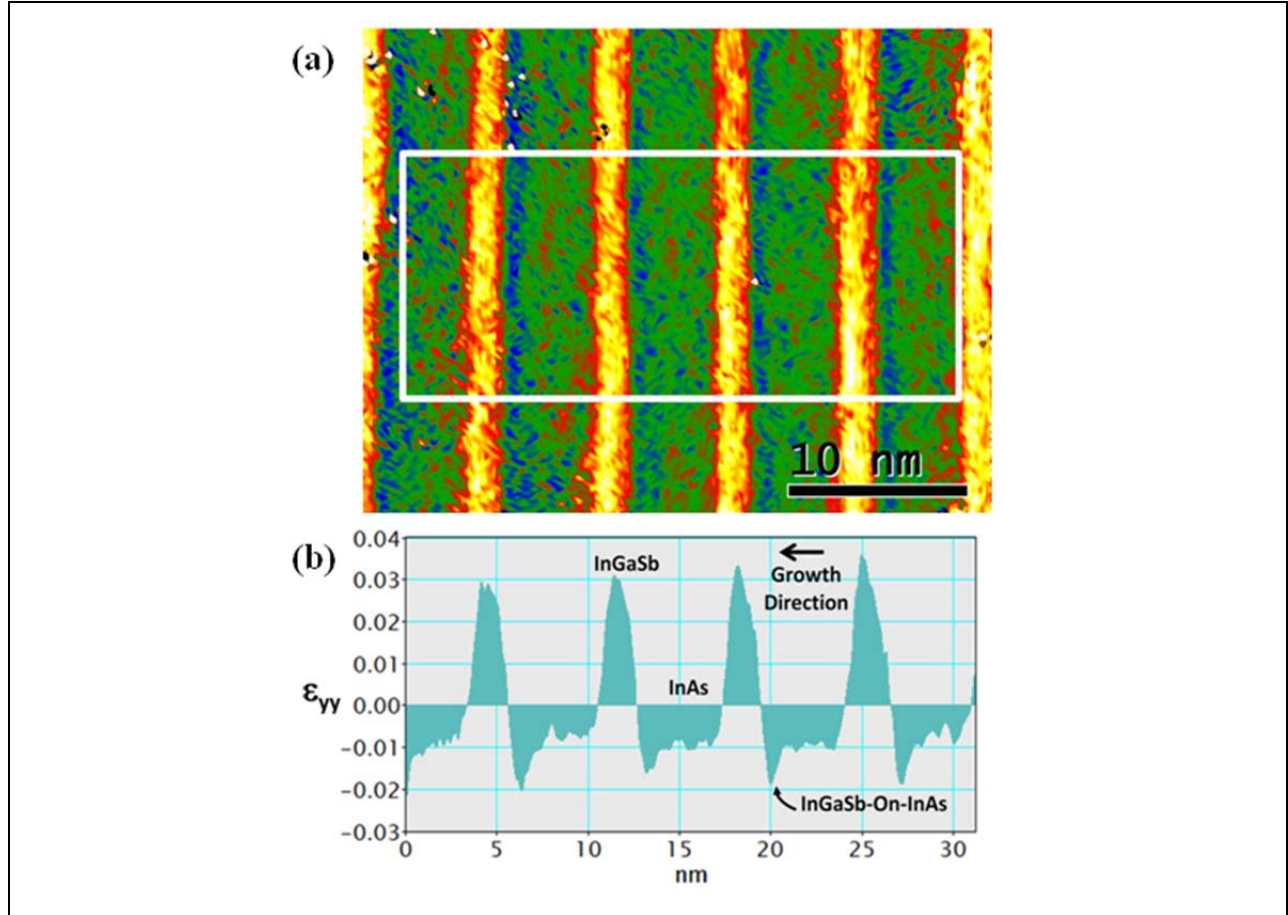 (a)
10 nm
(b)
0.04
0.03
0.02
0.01
0.00
-0.01
-0.02
-0.03
εyy
InGaSb
InAs
Growth
Direction
InGaSb-On-InAs
0 5 10 15 20 25 30
nm